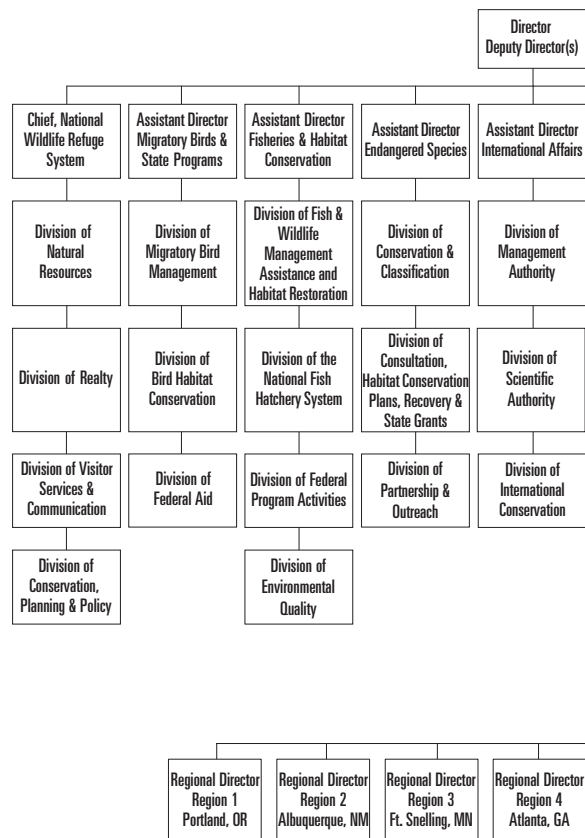 Director
Deputy Director(s)
Chief, National
Wildlife Refuge
System
Assistant Director
Migratory Birds &
State Programs
Assistant Director
Fisheries & Habitat
Conservation
Assistant Director
Endangered Species
Assistant Director
International Affairs
Division of
Natural
Resources
Division of
Migratory Bird
Management
Division of Fish &
Wildlife
Management
Assistance and
Habitat Restoration
Division of
Conservation &
Classification
Division of
Management
Authority
Division of Realty
Division of
Bird Habitat
Conservation
Division of the
National Fish
Hatchery System
Division of
Consultation,
Habitat Conservation
Plans, Recovery &
State Grants
Division of
Scientific
Authority
Division of Visitor
Services &
Communication
Division of
Federal Aid
Division of Federal
Program Activities
Division of
Partnership &
Outreach
Division of
International
Conservation
Division of
Conservation,
Planning & Policy
Division of
Environmental
Quality
Regional Director
Region 1
Portland, OR
Regional Director
Region 2
Albuquerque, NM
Regional Director
Region 3
Ft. Snelling, MN
Regional Director
Region 4
Atlanta, GA